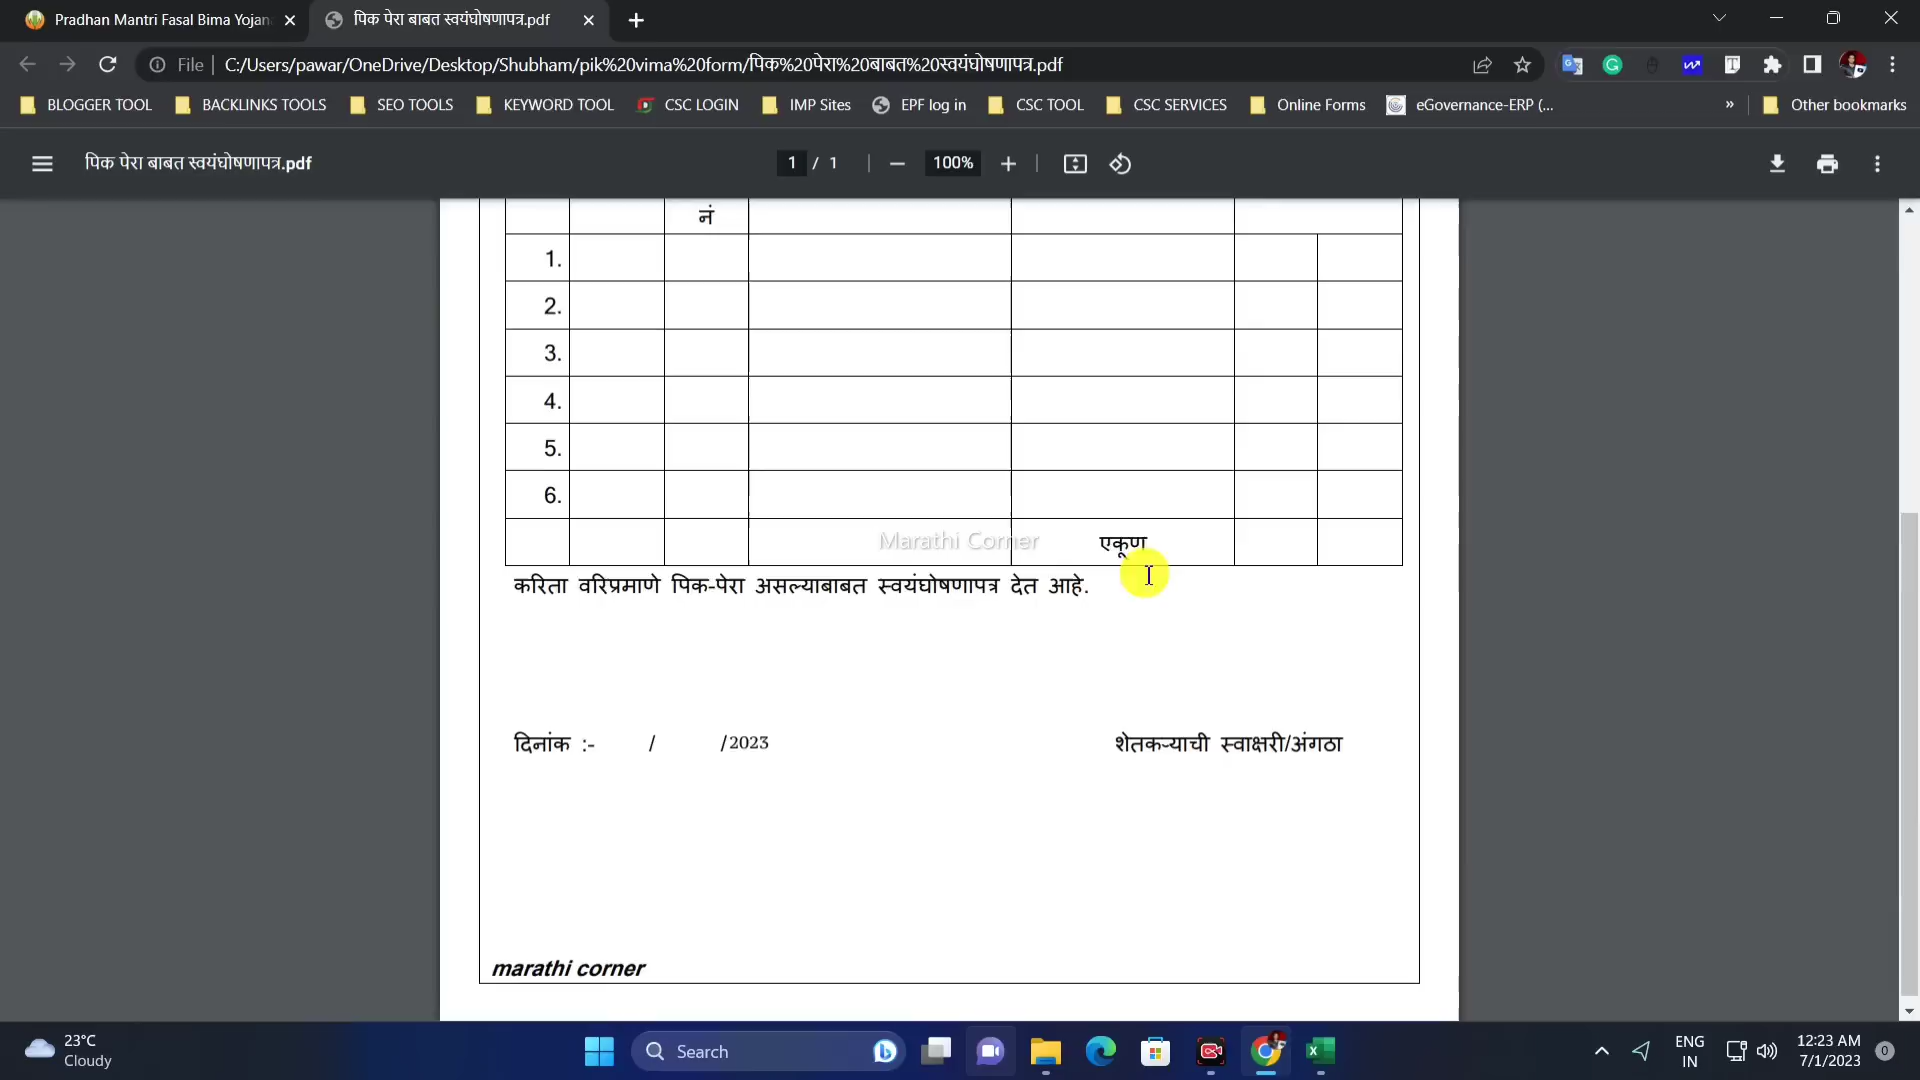 Pradhan Mantri Fasal Bima Yojan
पिक पेरा बाबत स्वयंघोषणापत्र.pdf
File
C:/Users/pawar/OneDrive/Desktop/Shubham/pik%20vima%20form/पिक%20पेरा%20बाबत%20स्वयंघोषणापत्र.pdf
BLOGGER TOOL
BACKLINKS TOOLS
SEO TOOLS
KEYWORD TOOL
CSC LOGIN
IMP Sites
EPF log in
CSC TOOL
CSC SERVICES
Online Forms
eGovernance-ERP (...
»
Other bookmarks
पिक पेरा बाबत स्वयंघोषणापत्र.pdf
1 / 1
100%
नं
1.
2.
3.
4.
5.
6.
Marathi Corner
एकूण
करिता वरिप्रमाणे पिक-पेरा असल्याबाबत स्वयंघोषणापत्र देत आहे.
दिनांक :- / /2023
शेतकऱ्याची स्वाक्षरी/अंगठा
marathi corner
23°C
Cloudy
Search
ENG
IN
12:23 AM
7/1/2023
0